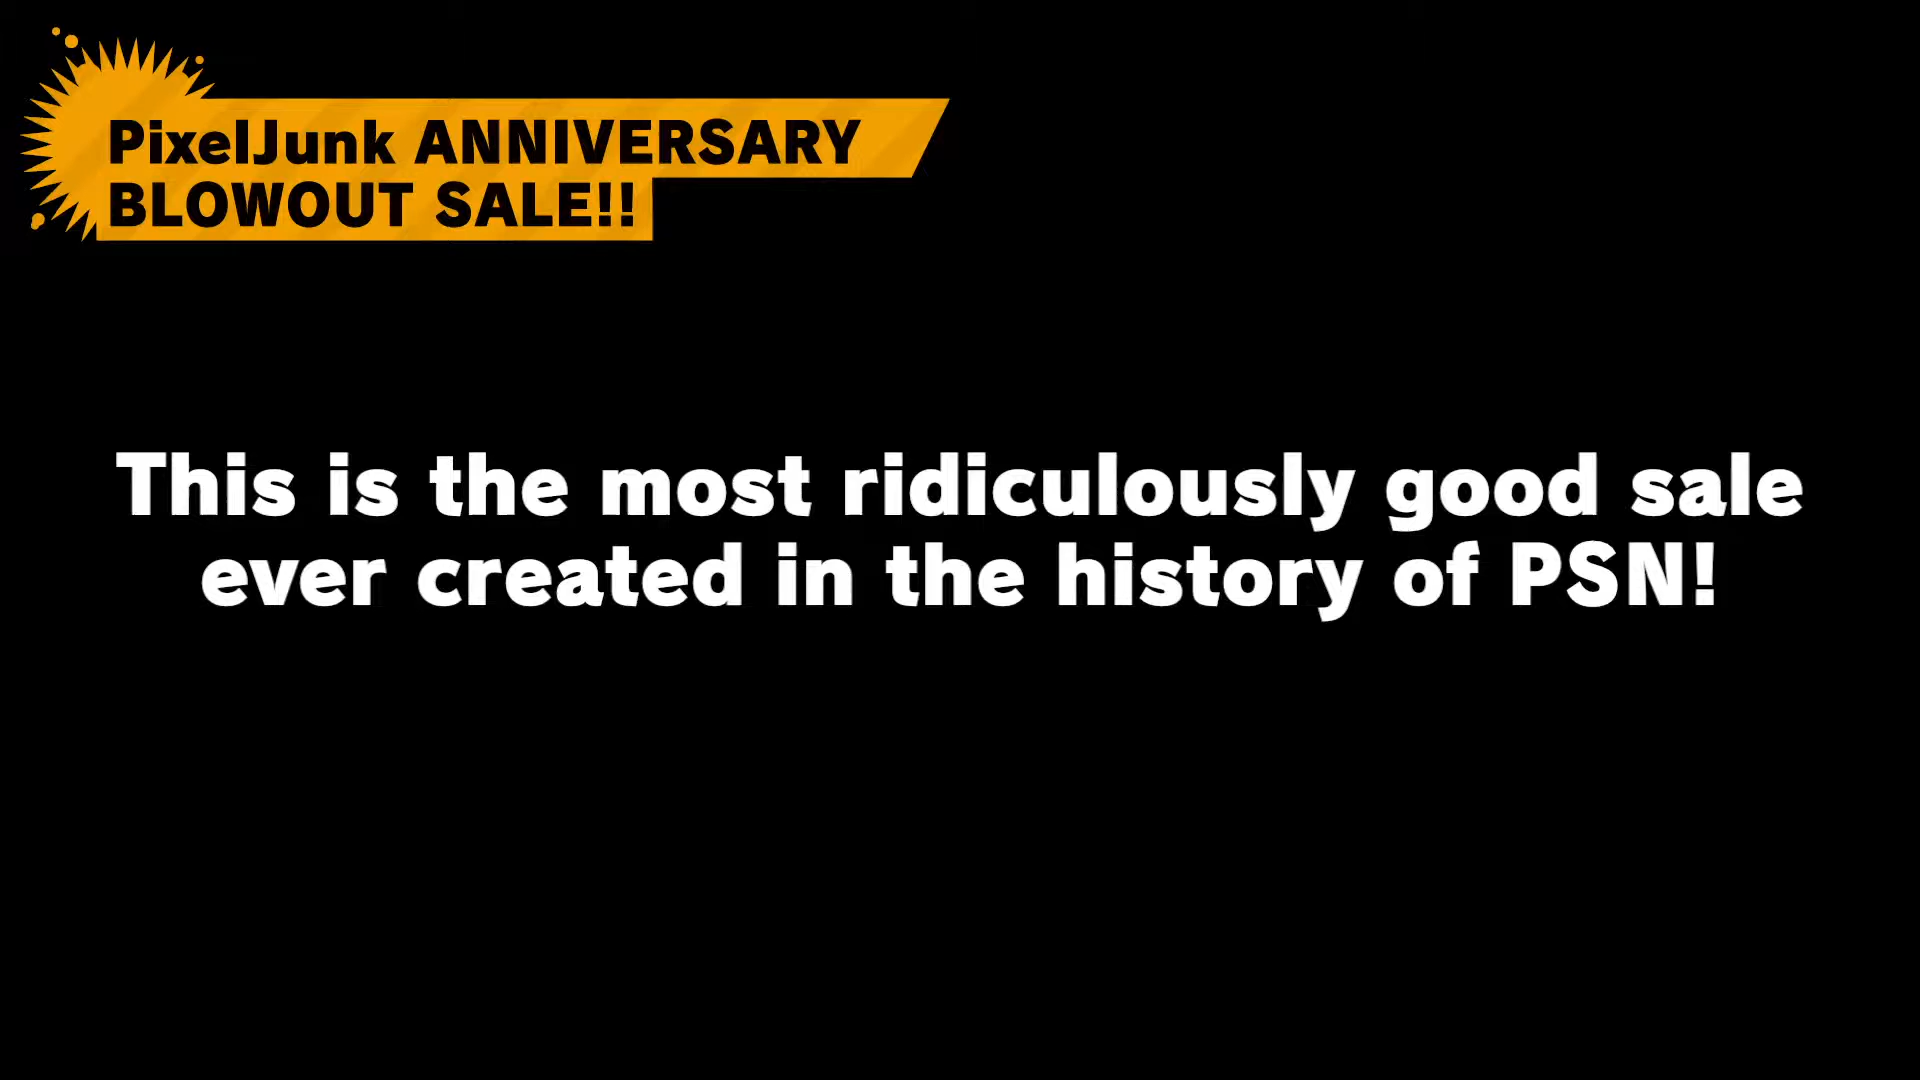 PixelJunk ANNIVERSARY
BLOWOUT SALE!!
This is the most ridiculously good sale
ever created in the history of PSN!